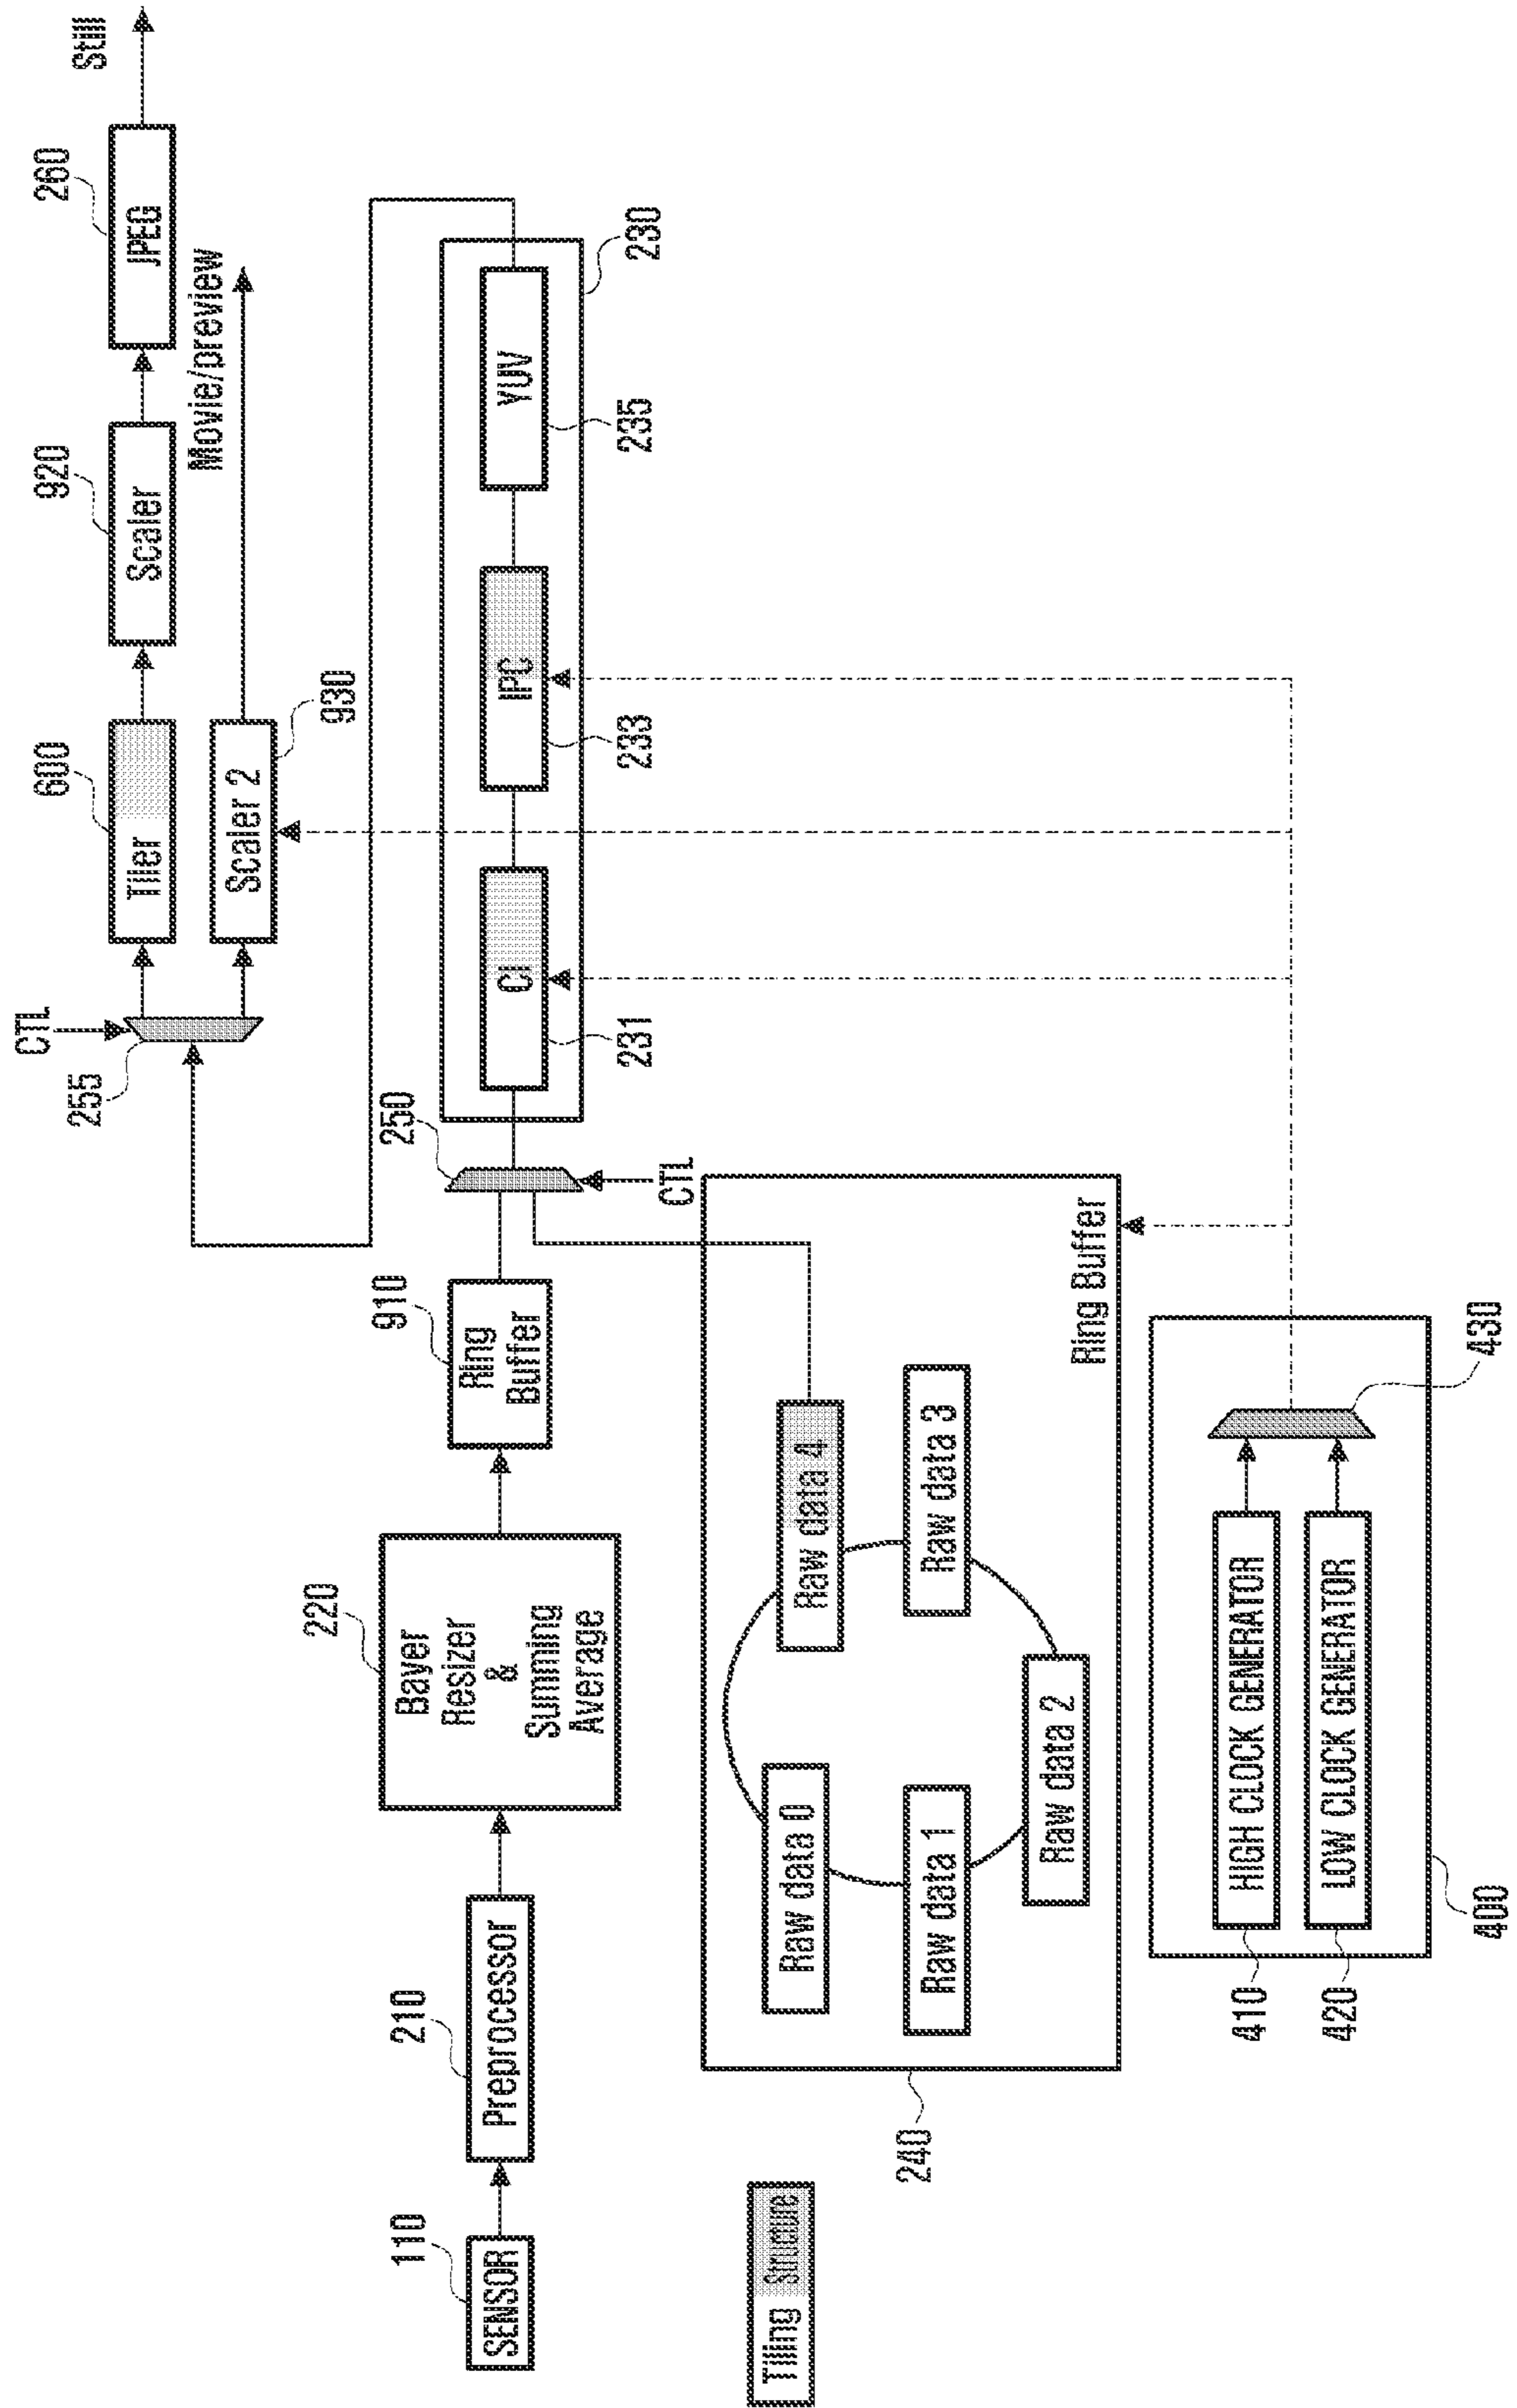 Still
260
JPEG
Movie/preview
920
Scaler
600
Tiler
930
Scaler 2
CTL
255
230
YUV
235
IPC
233
CI
231
250
CTL
910
Ring
Buffer
220
Bayer
Resizer
&
Summing
Average
210
Preprocessor
110
SENSOR
Ring Buffer
Raw data 4
Raw data 3
Raw data 0
Raw data 1
Raw data 2
240
Tiling Structure
430
HIGH CLOCK GENERATOR
LOW CLOCK GENERATOR
410
420
400